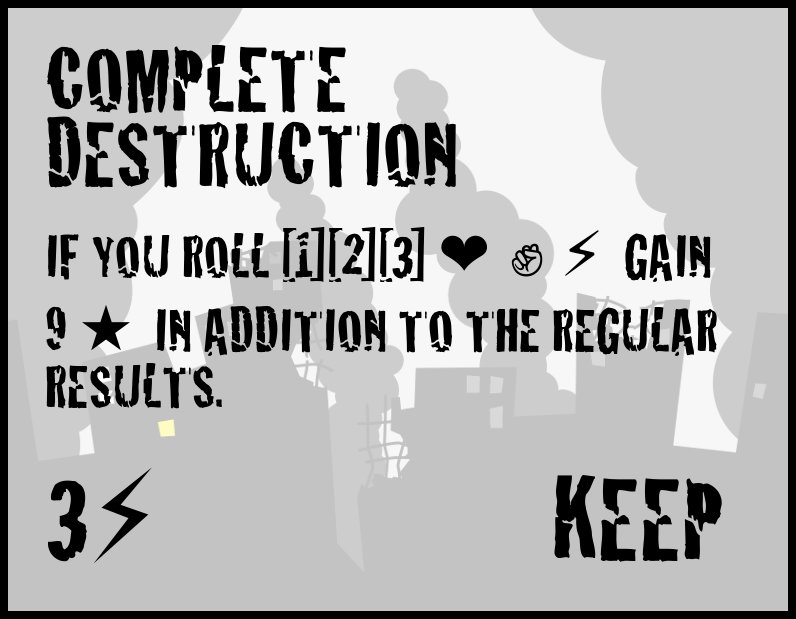 COMPLETE
DESTRUCTION
IF YOU ROLL [1][2][3] ❤ ✊ ⚡ GAIN
9 ★ IN ADDITION TO THE REGULAR
RESULTS.
3⚡
KEEP